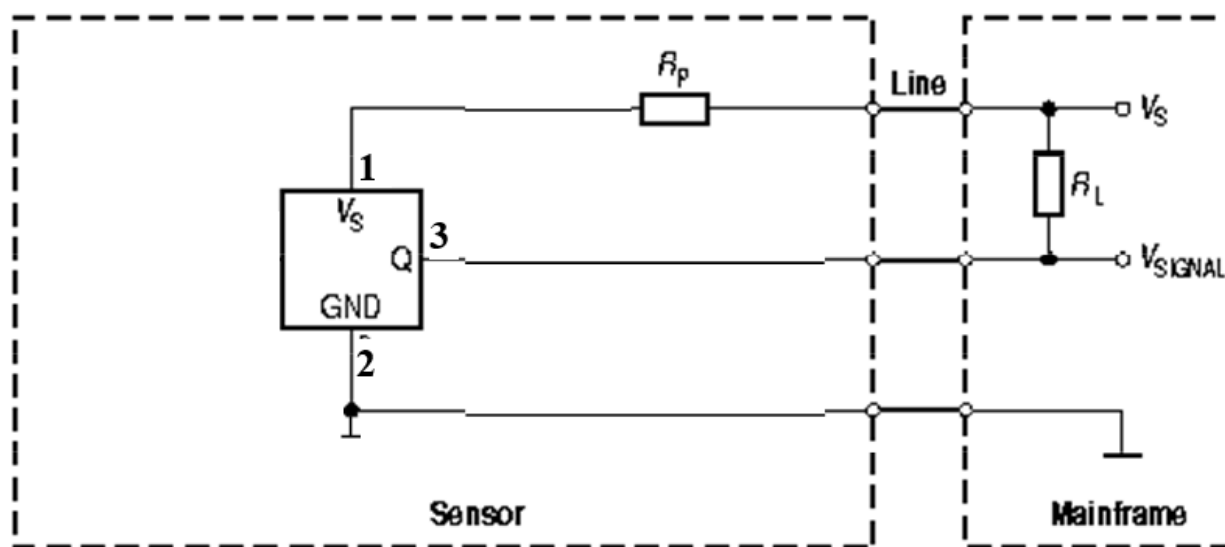 R_P
Line
V_S
1
V_S
R_L
3
Q
V_SIGNAL
GND
2
Sensor
Mainframe